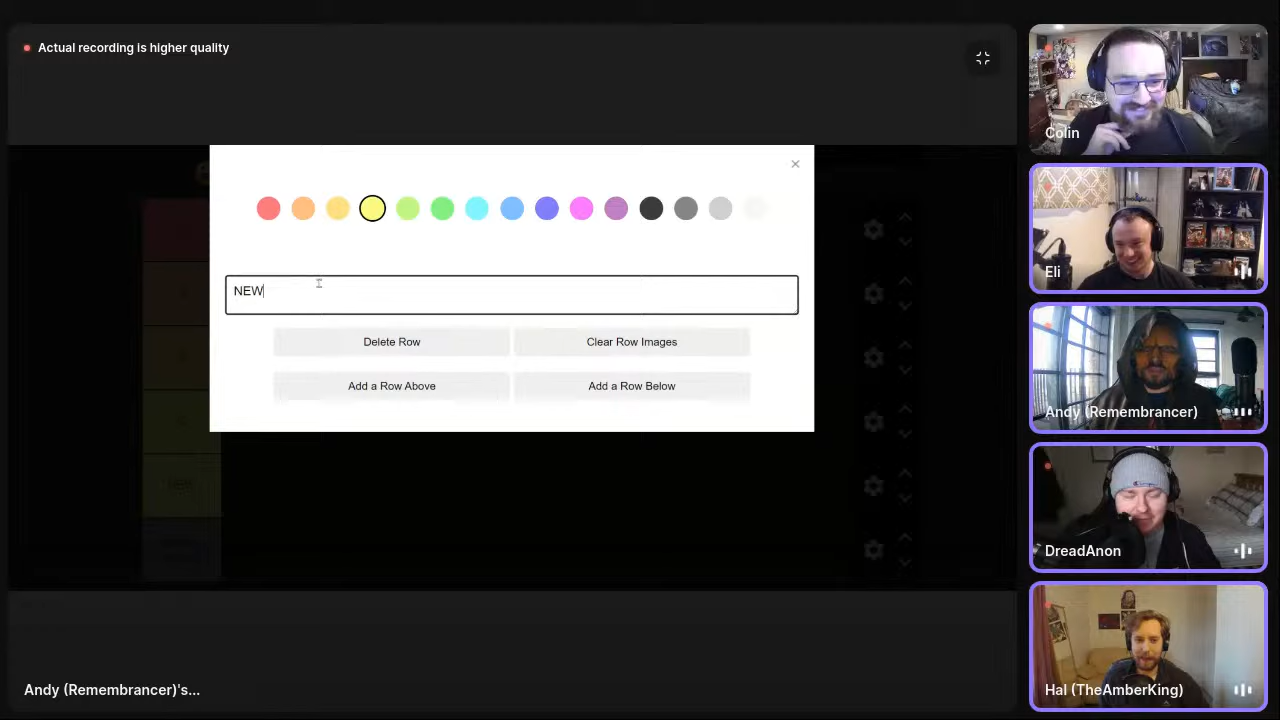 Actual recording is higher quality
NEW
Delete Row
Clear Row Images
Add a Row Above
Add a Row Below
Andy (Remembrancer)'s...
Colin
Eli
Andy (Remembrancer)
DreadAnon
Hal (TheAmberKing)